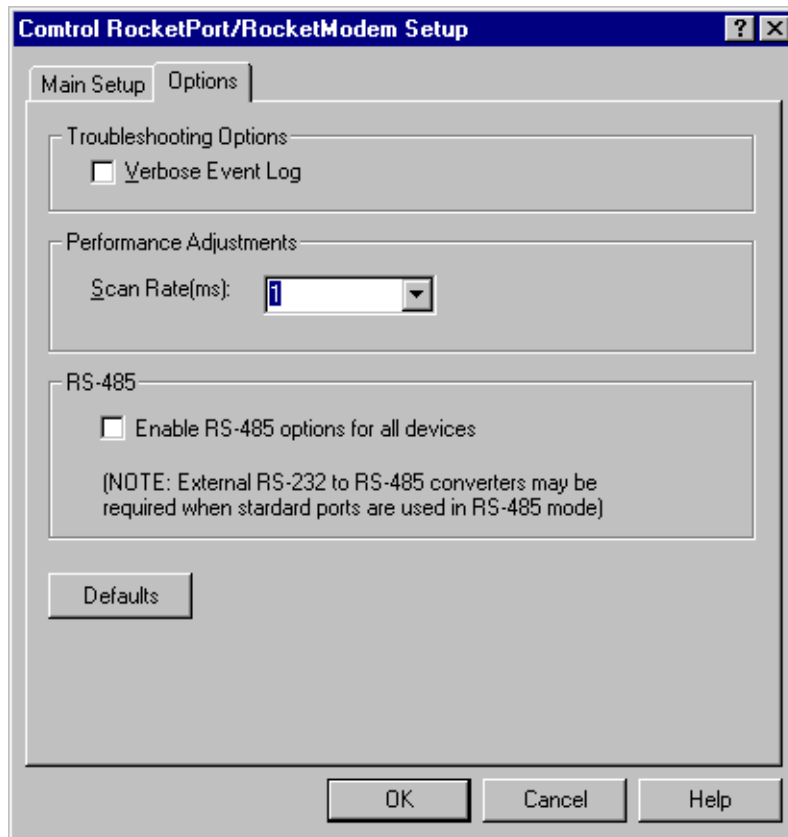 Comtrol RocketPort/RocketModem Setup
Main Setup
Options
Troubleshooting Options
Verbose Event Log
Performance Adjustments
Scan Rate(ms):
1
RS-485
Enable RS-485 options for all devices
(NOTE: External RS-232 to RS-485 converters may be
required when stardard ports are used in RS-485 mode)
Defaults
OK
Cancel
Help